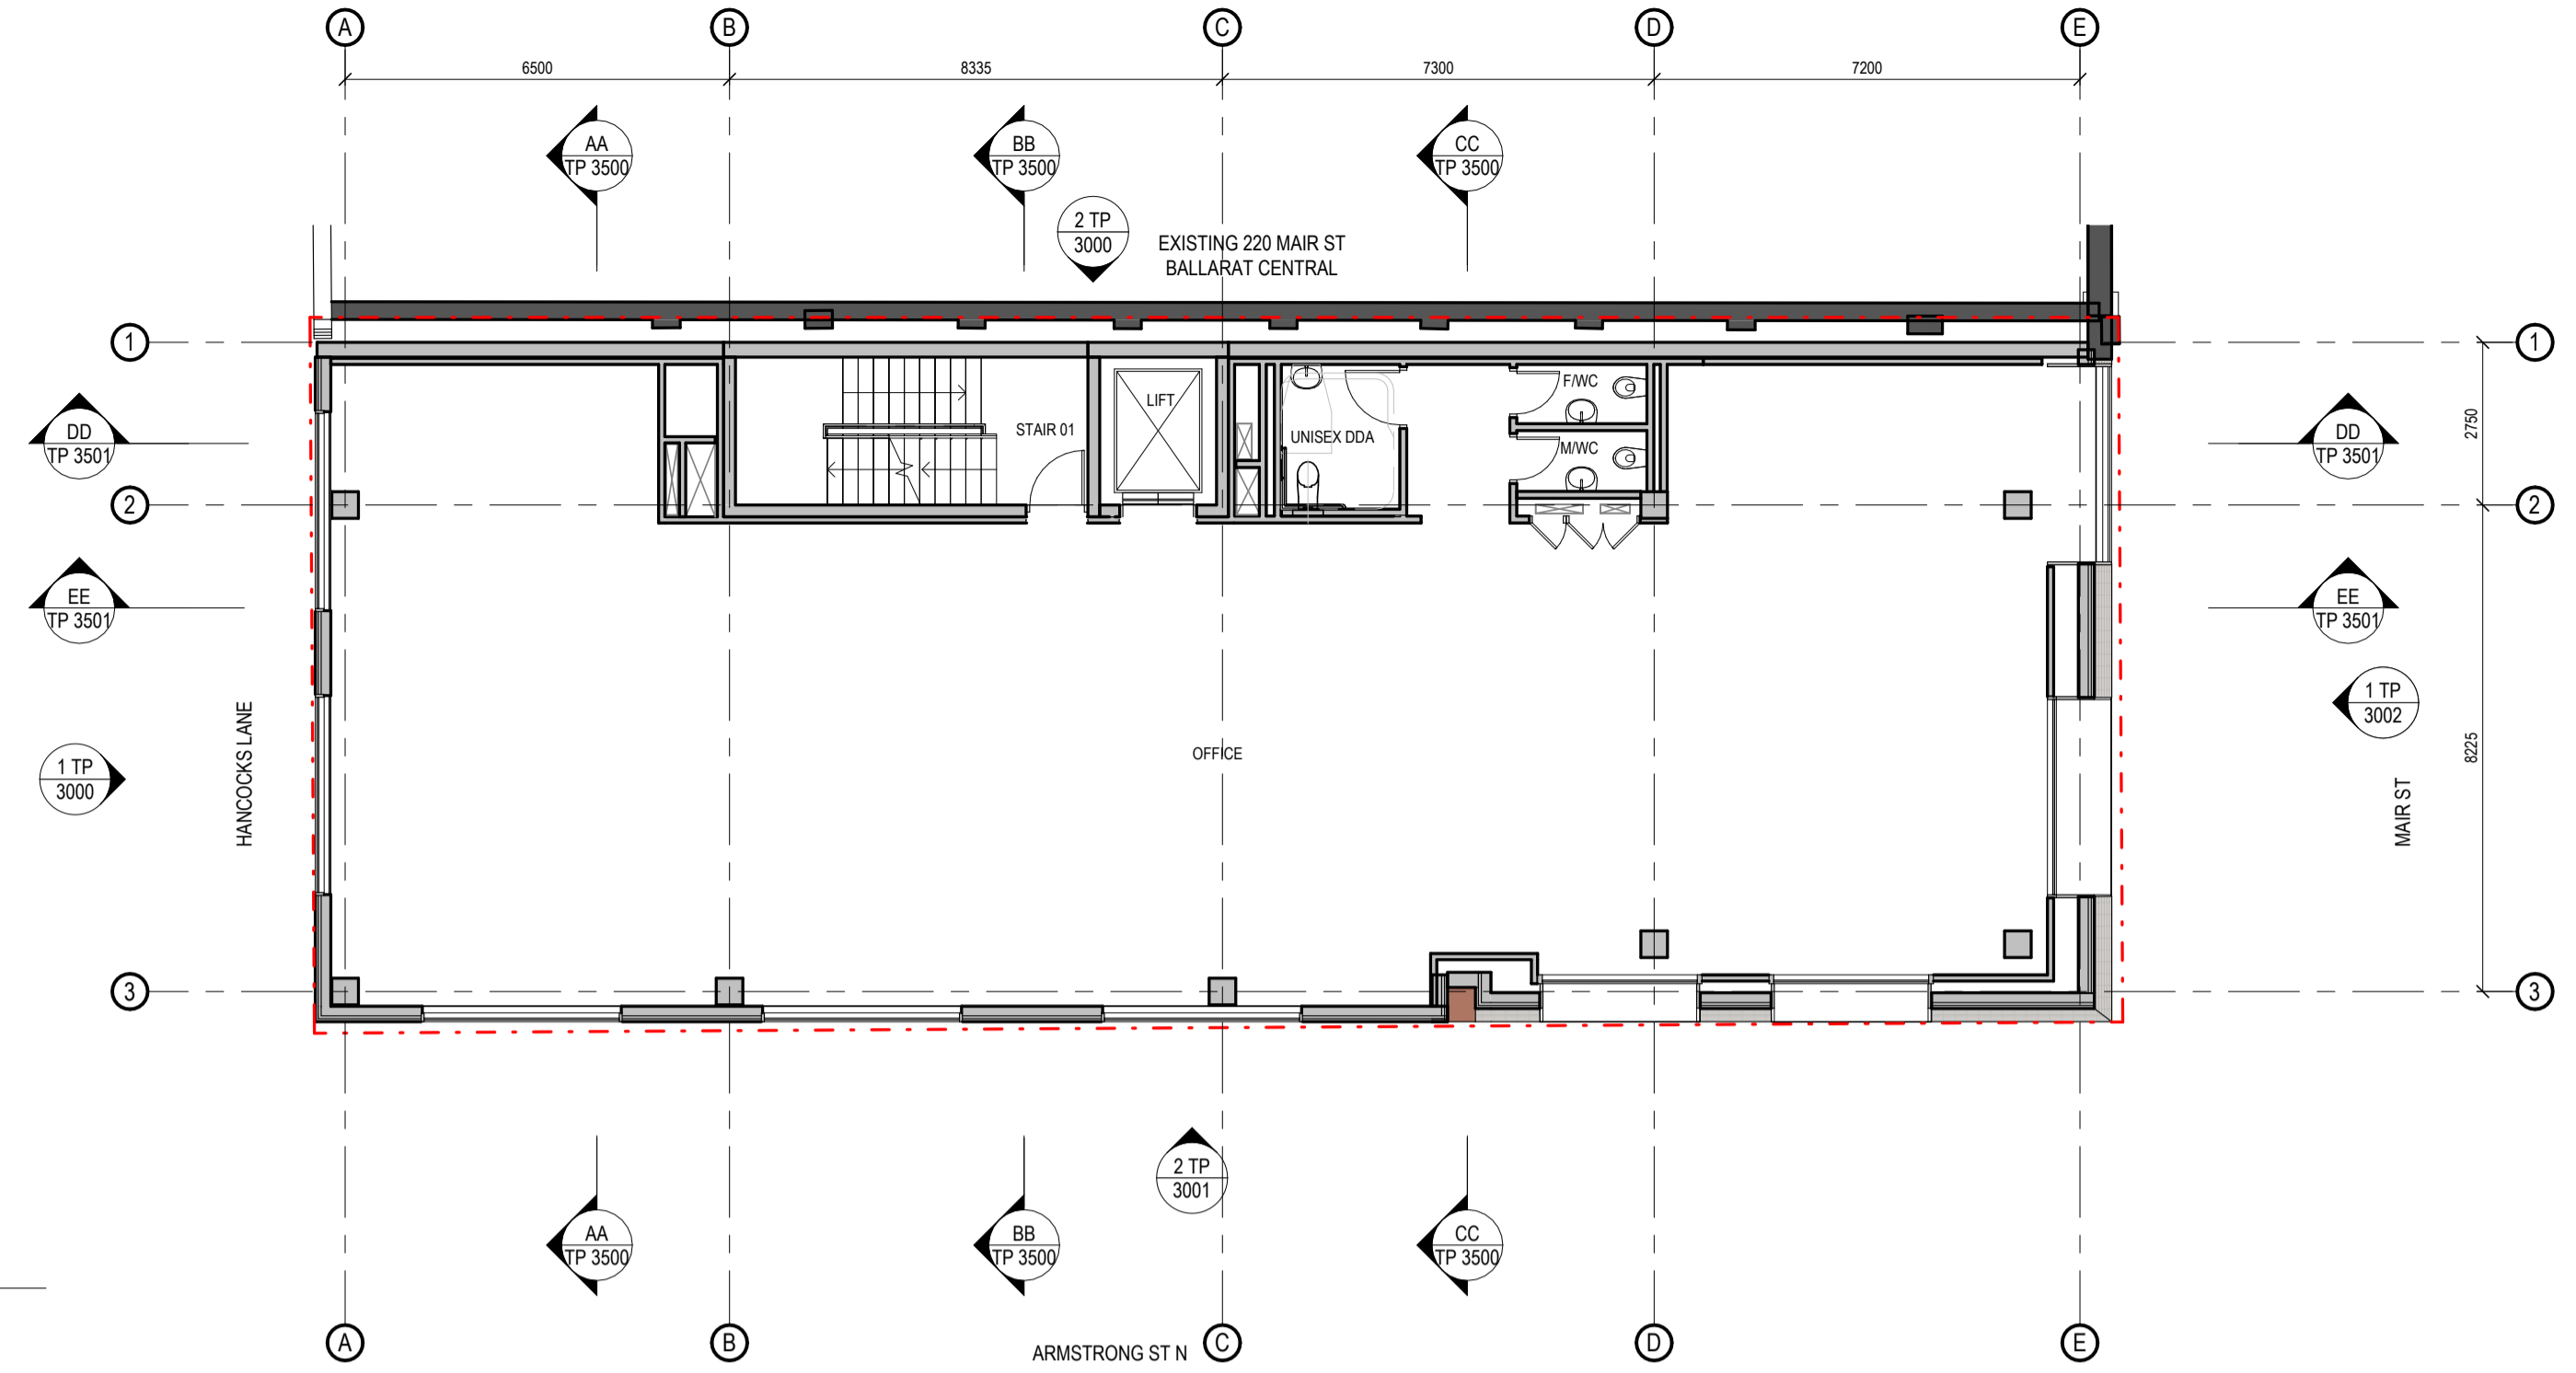 A B C D E
6500 8335 7300 7200
AA BB CC
TP 3500 TP 3500 TP 3500
2 TP
3000
EXISTING 220 MAIR ST
BALLARAT CENTRAL
1 1
F/WC
LIFT
2750
DD STAIR 01 UNISEX DDA DD
TP 3501 M/WC TP 3501
2 2
EE EE
TP 3501 TP 3501
1 TP
3002
HANCOCKS LANE
OFFICE
8225
1 TP
3000
MAIR ST
3 3
2 TP
3001
AA BB CC
TP 3500 TP 3500 TP 3500
A B C D E
ARMSTRONG ST N